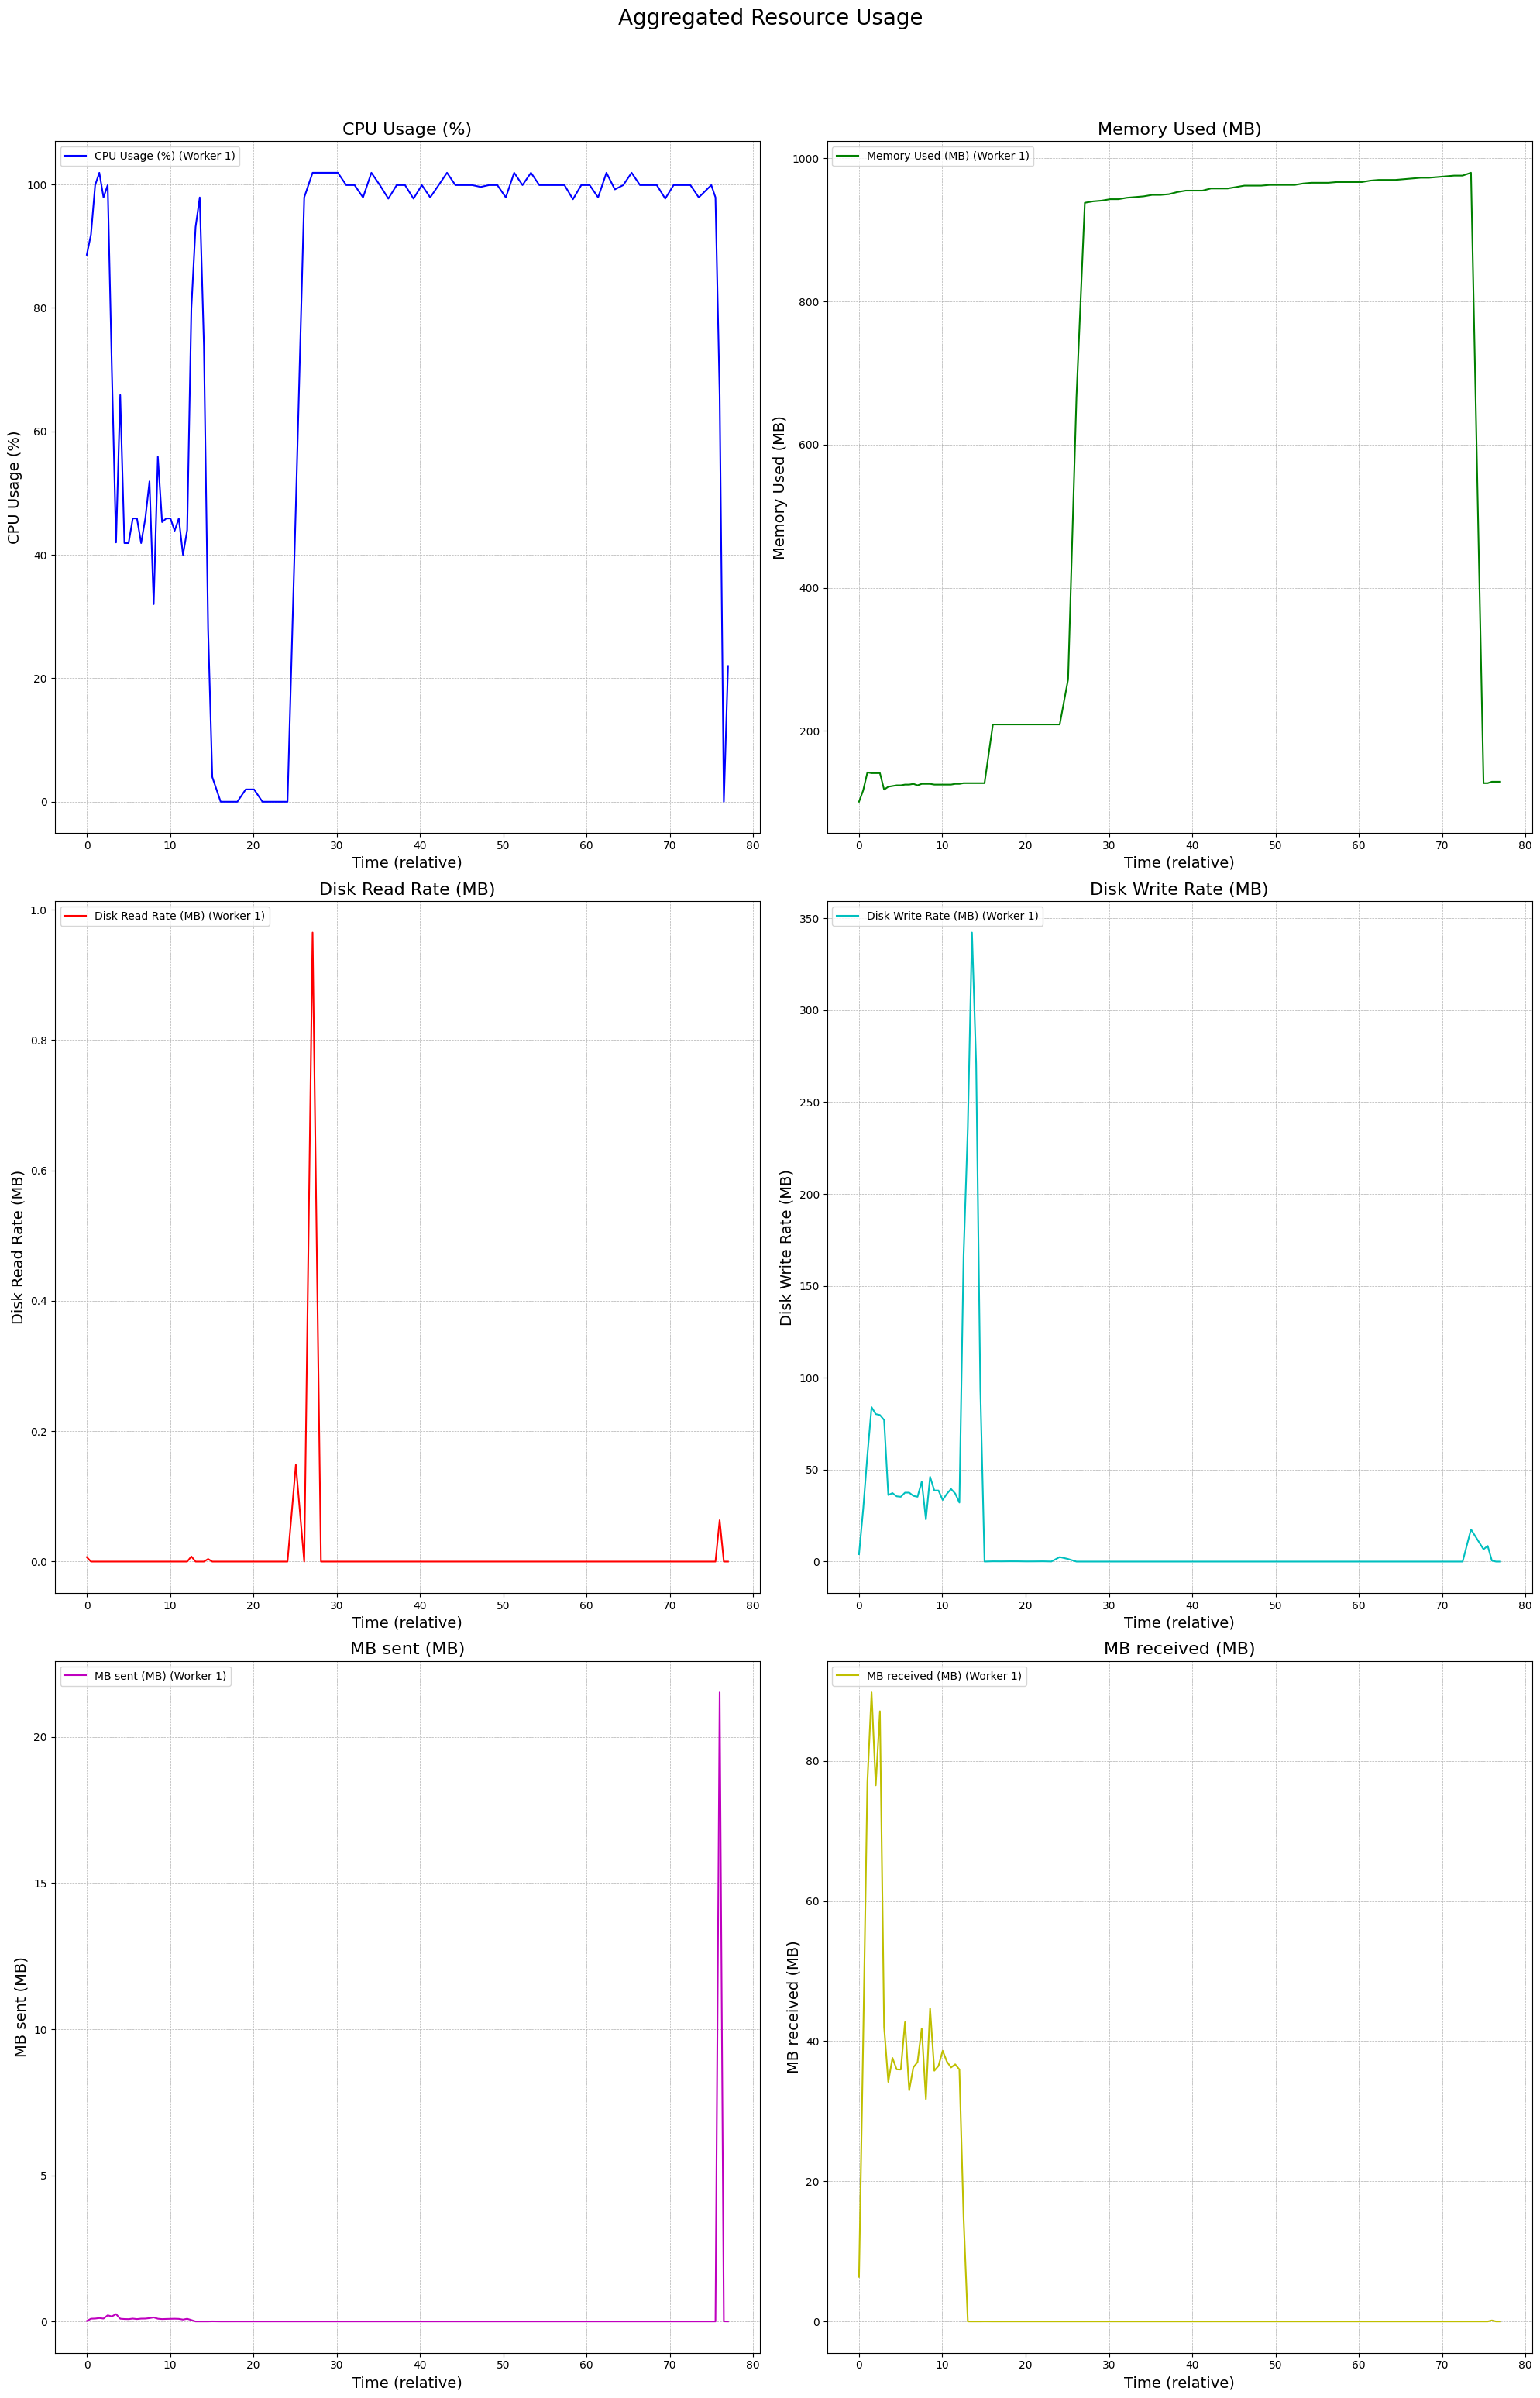 Aggregated Resource Usage
CPU Usage (%)
CPU Usage (%) (Worker 1)
CPU Usage (%)
100
80
60
40
20
0
0 10 20 30 40 50 60 70 80
Time (relative)
Memory Used (MB)
Memory Used (MB) (Worker 1)
Memory Used (MB)
1000
800
600
400
200
0 10 20 30 40 50 60 70 80
Time (relative)
Disk Read Rate (MB)
Disk Read Rate (MB) (Worker 1)
Disk Read Rate (MB)
1.0
0.8
0.6
0.4
0.2
0.0
0 10 20 30 40 50 60 70 80
Time (relative)
Disk Write Rate (MB)
Disk Write Rate (MB) (Worker 1)
Disk Write Rate (MB)
350
300
250
200
150
100
50
0
0 10 20 30 40 50 60 70 80
Time (relative)
MB sent (MB)
MB sent (MB) (Worker 1)
MB sent (MB)
20
15
10
5
0
0 10 20 30 40 50 60 70 80
Time (relative)
MB received (MB)
MB received (MB) (Worker 1)
MB received (MB)
80
60
40
20
0
0 10 20 30 40 50 60 70 80
Time (relative)